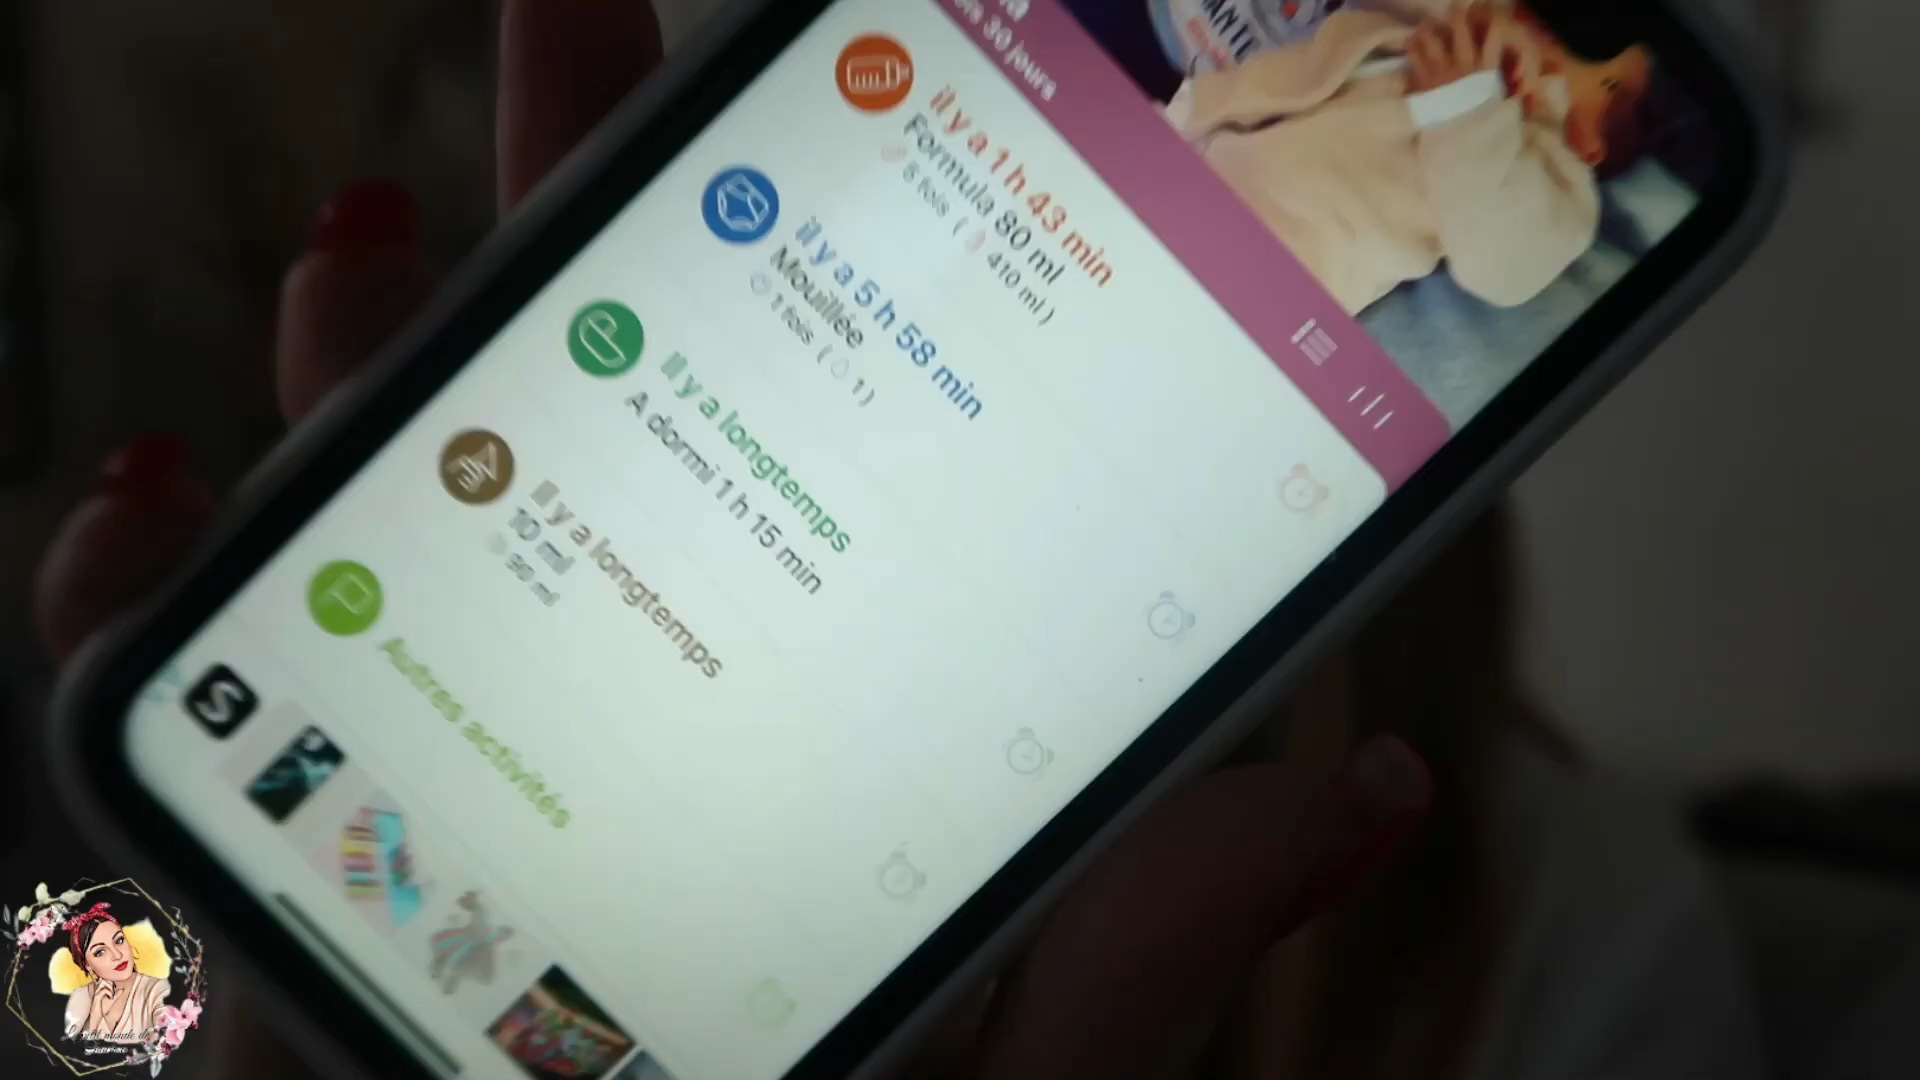 30 jours
il y a 1 h 43 min
Formula 80 ml
5 fois ( 410 ml )
il y a 5 h 58 min
Mouillée
1 fois ( 1 )
Il y a longtemps
A dormi 1 h 15 min
Il y a longtemps
10 ml
90 ml
Autres activités
S